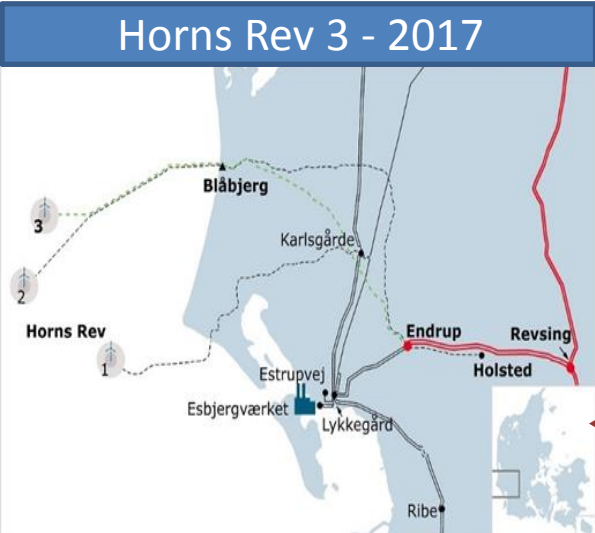 Horns Rev 3 - 2017
Blåbjerg
3
Karlsgårde
2
Horns Rev
Endrup
Revsing
1
Holsted
Estrupvej
Esbjergværket
Lykkegård
Ribe